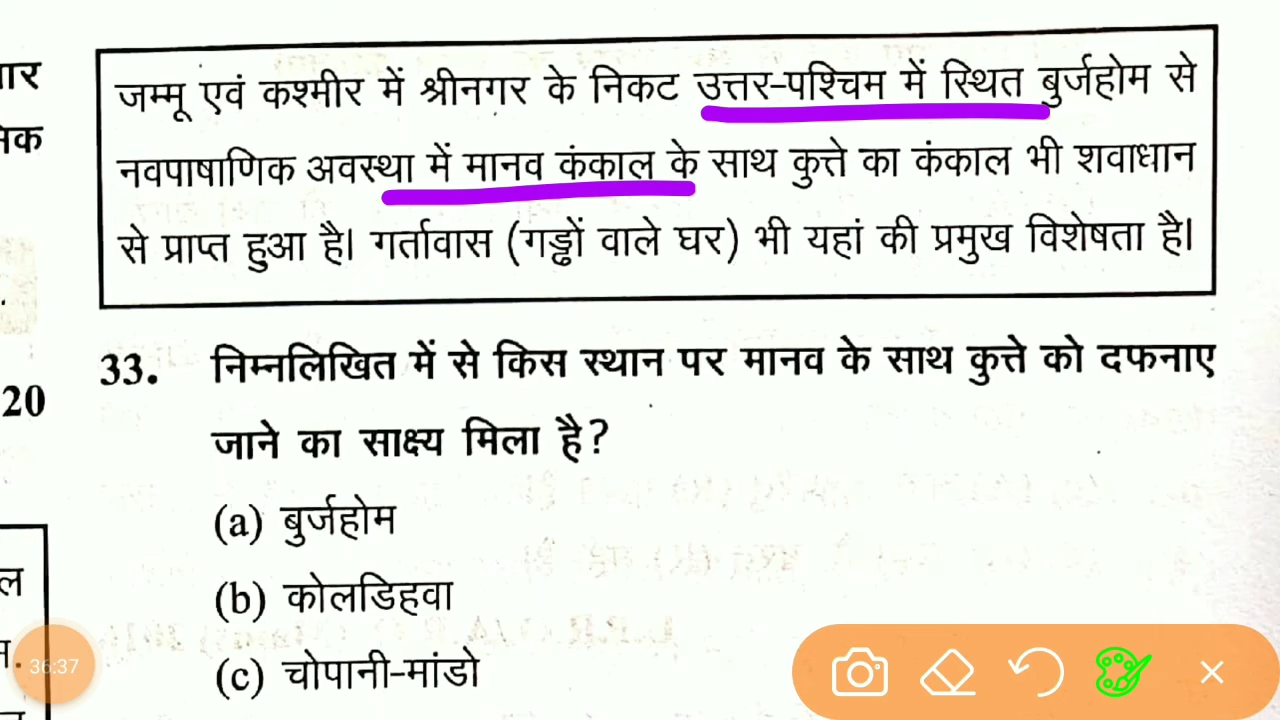 जम्मू एवं कश्मीर में श्रीनगर के निकट उत्तर-पश्चिम में स्थित बुर्जहोम से
नवपाषाणिक अवस्था में मानव कंकाल के साथ कुत्ते का कंकाल भी शवाधान
से प्राप्त हुआ है। गर्तावास (गड्ढों वाले घर) भी यहां की प्रमुख विशेषता है।
33. निम्नलिखित में से किस स्थान पर मानव के साथ कुत्ते को दफनाए
20
जाने का साक्ष्य मिला है?
(a) बुर्जहोम
(b) कोलडिहवा
(c) चोपानी-मांडो
36:37